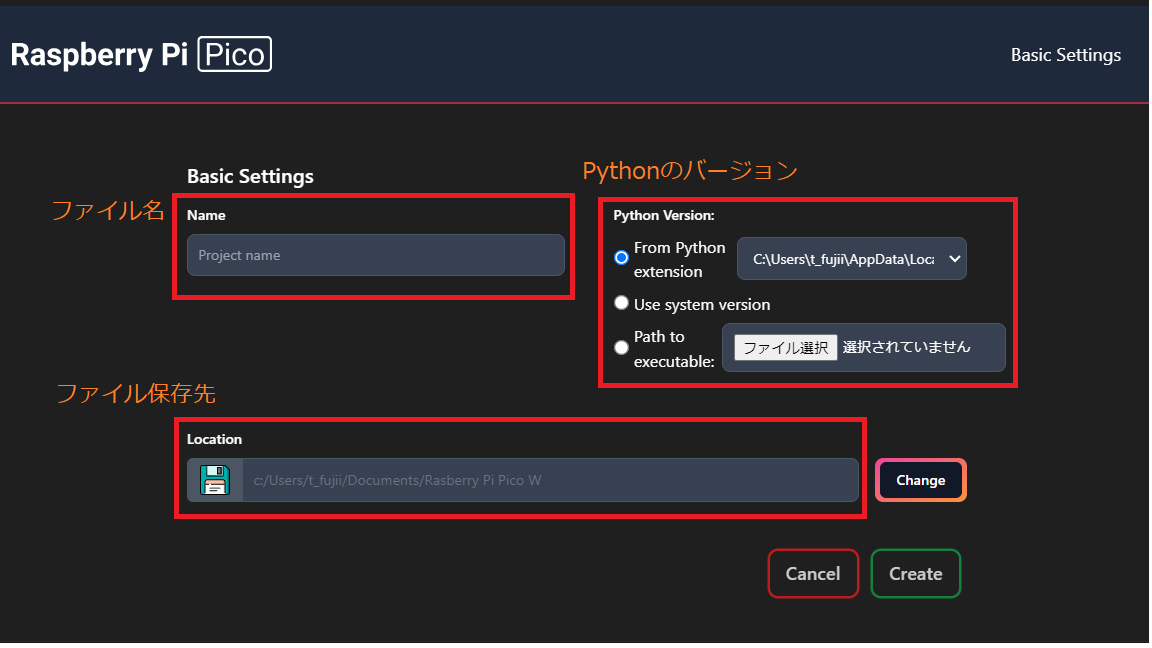 Raspberry Pi Pico
Basic Settings
Basic Settings
Pythonのバージョン
ファイル名
Name
Project name
Python Version:
From Python
extension
C:\Users\t_fujii\AppData\Loca
Use system version
Path to
executable:
ファイル選択 選択されていません
ファイル保存先
Location
c:/Users/t_fujii/Documents/Rasberry Pi Pico W
Change
Cancel
Create